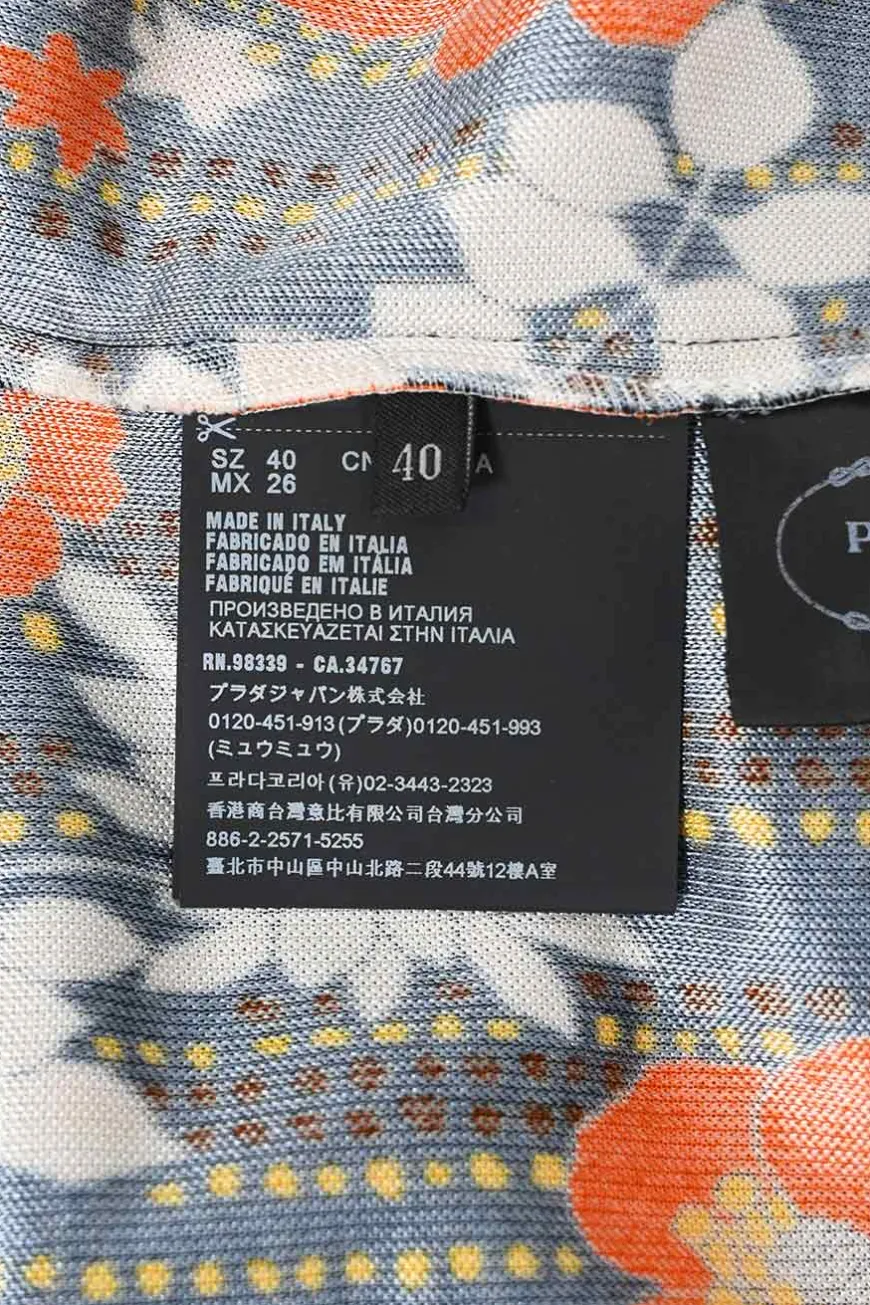 SZ 40
MX 26
40
MADE IN ITALY
FABRICADO EN ITALIA
FABRICADO EM ITÀLIA
FABRIQUÉ EN ITALIE
ПРОИЗВЕДЕНО В ИТАЛИЯ
ΚΑΤΑΣΚΕΥΑΖΕΤΑΙ ΣΤΗΝ ΙΤΑΛΙΑ
RN.98339 - CA.34767
プラダジャパン株式会社
0120-451-913(プラダ)0120-451-993
(ミュウミュウ)
프라다코리아(유)02-3443-2323
香港商台灣意比有限公司台灣分公司
886-2-2571-5255
臺北市中山區中山北路二段44號12樓A室